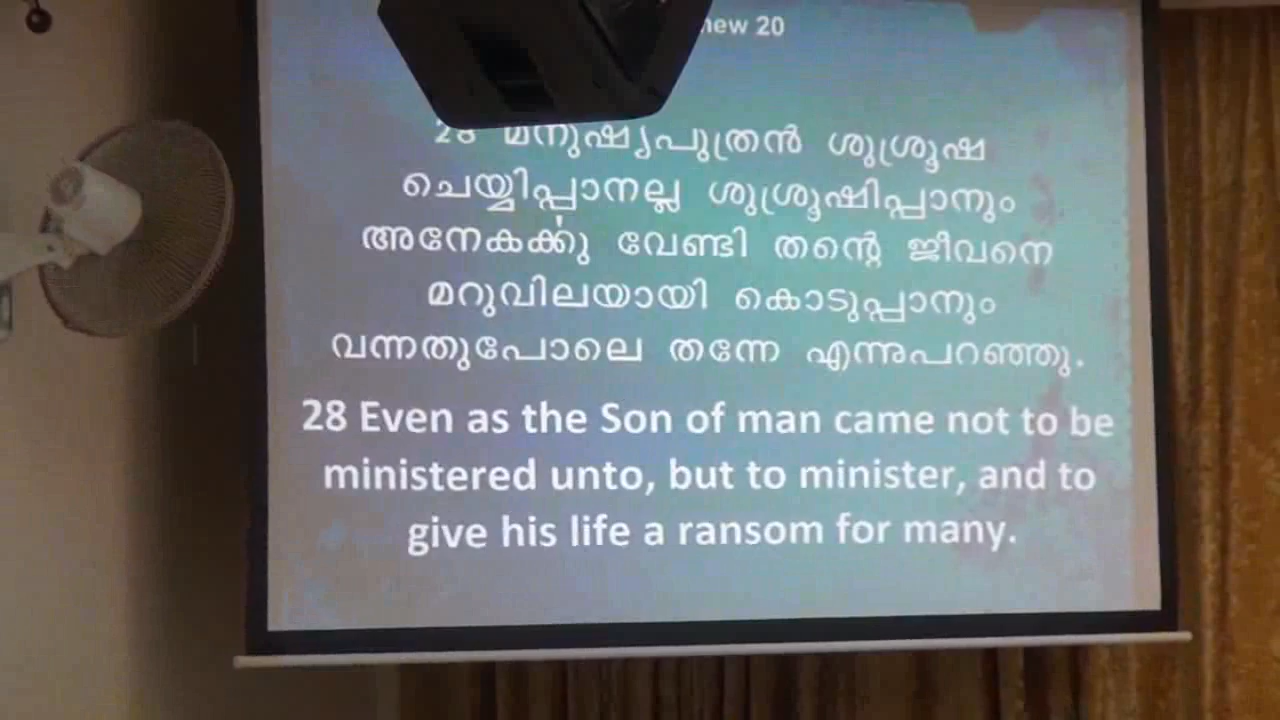 20
28 മനുഷ്യപുത്രൻ ശുശ്രൂഷ
ചെയ്യിപ്പാനല്ല ശുശ്രൂഷിപ്പാനും
അനേകൎക്കു വേണ്ടി തന്റെ ജീവനെ
മറുവിലയായി കൊടുപ്പാനും
വന്നതുപോലെ തന്നേ എന്നുപറഞ്ഞു.
28 Even as the Son of man came not to be
ministered unto, but to minister, and to
give his life a ransom for many.